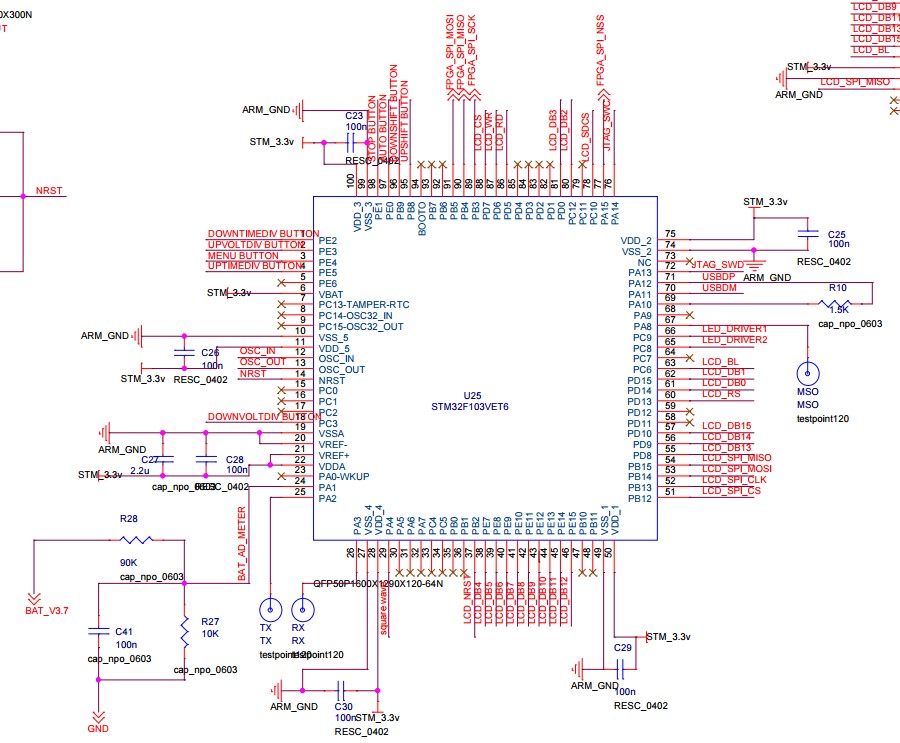 0X300N
LCD_DB9
LCD_DB11
LCD_DB13
LCD_DB15
LCD_BL
STM_3.3v
LCD_SPI_MISO
ARM_GND
FPGA_SPI_MOSI
FPGA_SPI_MISO
FPGA_SPI_SCK
FPGA_SPI_NSS
ARM_GND
STM_3.3v
C23
100n
RESC_0402
STOP BUTTON
AUTO BUTTON
DOWNSHIFT BUTTON
UPSHIFT BUTTON
LCD_CS
LCD_WR
LCD_RD
LCD_DB3
LCD_DB2
LCD_SDCS
JTAG_SWC
100 99 98 97 96 95 94 93 92 91 90 89 88 87 86 85 84 83 82 81 80 79 78 77 76
VDD_3 VSS_3 PE1 PE0 PB9 PB8 BOOTO PB7 PB6 PB5 PB4 PB3 PD7 PD6 PD5 PD4 PD3 PD2 PD1 PD0 PC12 PC11 PC10 PA15 PA14
NRST
DOWNTIMEDIV BUTTON 1 PE2
UPVOLTDIV BUTTON 2 PE3
MENU BUTTON 3 PE4
UPTIMEDIV BUTTON 4 PE5
5 PE6
STM_3.3v 6 VBAT
7 PC13-TAMPER-RTC
8 PC14-OSC32_IN
9 PC15-OSC32_OUT
ARM_GND 10 VSS_5
11 VDD_5
OSC_IN 12 OSC_IN
OSC_OUT 13 OSC_OUT
NRST 14 NRST
C26
100n
STM_3.3v RESC_0402
15 PC0
16 PC1
17 PC2
DOWNVOLTDIV BUTTON 18 PC3
19 VSSA
20 VREF-
21 VREF+
22 VDDA
23 PA0-WKUP
24 PA1
25 PA2
ARM_GND
C27
2.2u
C28
100n
STM_3.3v
cap_npo_0603 RESC_0402
U25
STM32F103VET6
VDD_2 75
VSS_2 74
NC 73
PA13 72 JTAG_SWD
PA12 71 USBDP
PA11 70 USBDM
PA10 69
PA9 68
PA8 67
PC9 66 LED_DRIVER1
PC8 65 LED_DRIVER2
PC7 64
PC6 63 LCD_BL
PD15 62 LCD_DB1
PD14 61 LCD_DB0
PD13 60 LCD_RS
PD12 59
PD11 58
PD10 57 LCD_DB15
PD9 56 LCD_DB14
PD8 55 LCD_DB13
PB15 54 LCD_SPI_MISO
PB14 53 LCD_SPI_MOSI
PB13 52 LCD_SPI_CLK
PB12 51 LCD_SPI_CS
STM_3.3v
C25
100n
RESC_0402
ARM_GND
R10
1.5K
cap_npo_0603
MSO
MSO
testpoint120
PA3 VSS_4 VDD_4 PA4 PA5 PA6 PA7 PC4 PC5 PB0 PB1 PB2 PE7 PE8 PE9 PE10 PE11 PE12 PE13 PE14 PE15 PB10 PB11 VSS_1 VDD_1
26 27 28 29 30 31 32 33 34 35 36 37 38 39 40 41 42 43 44 45 46 47 48 49 50
QFP50P1600X1290X120-64N
square wave
LCD_NRST
LCD_DB4
LCD_DB5
LCD_DB6
LCD_DB7
LCD_DB8
LCD_DB9
LCD_DB10
LCD_DB11
LCD_DB12
BAT_AD_METER
R28
90K
cap_npo_0603
BAT_V3.7
C41
100n
cap_npo_0603
R27
10K
cap_npo_0603
GND
TX
TX
testpoint120
RX
RX
testpoint120
ARM_GND
C30
100n
STM_3.3v
RESC_0402
STM_3.3v
C29
ARM_GND
100n
RESC_0402